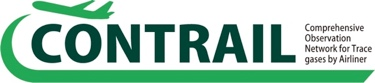 CONTRAIL
Comprehensive
Observation
Network for Trace
gases by Airliner